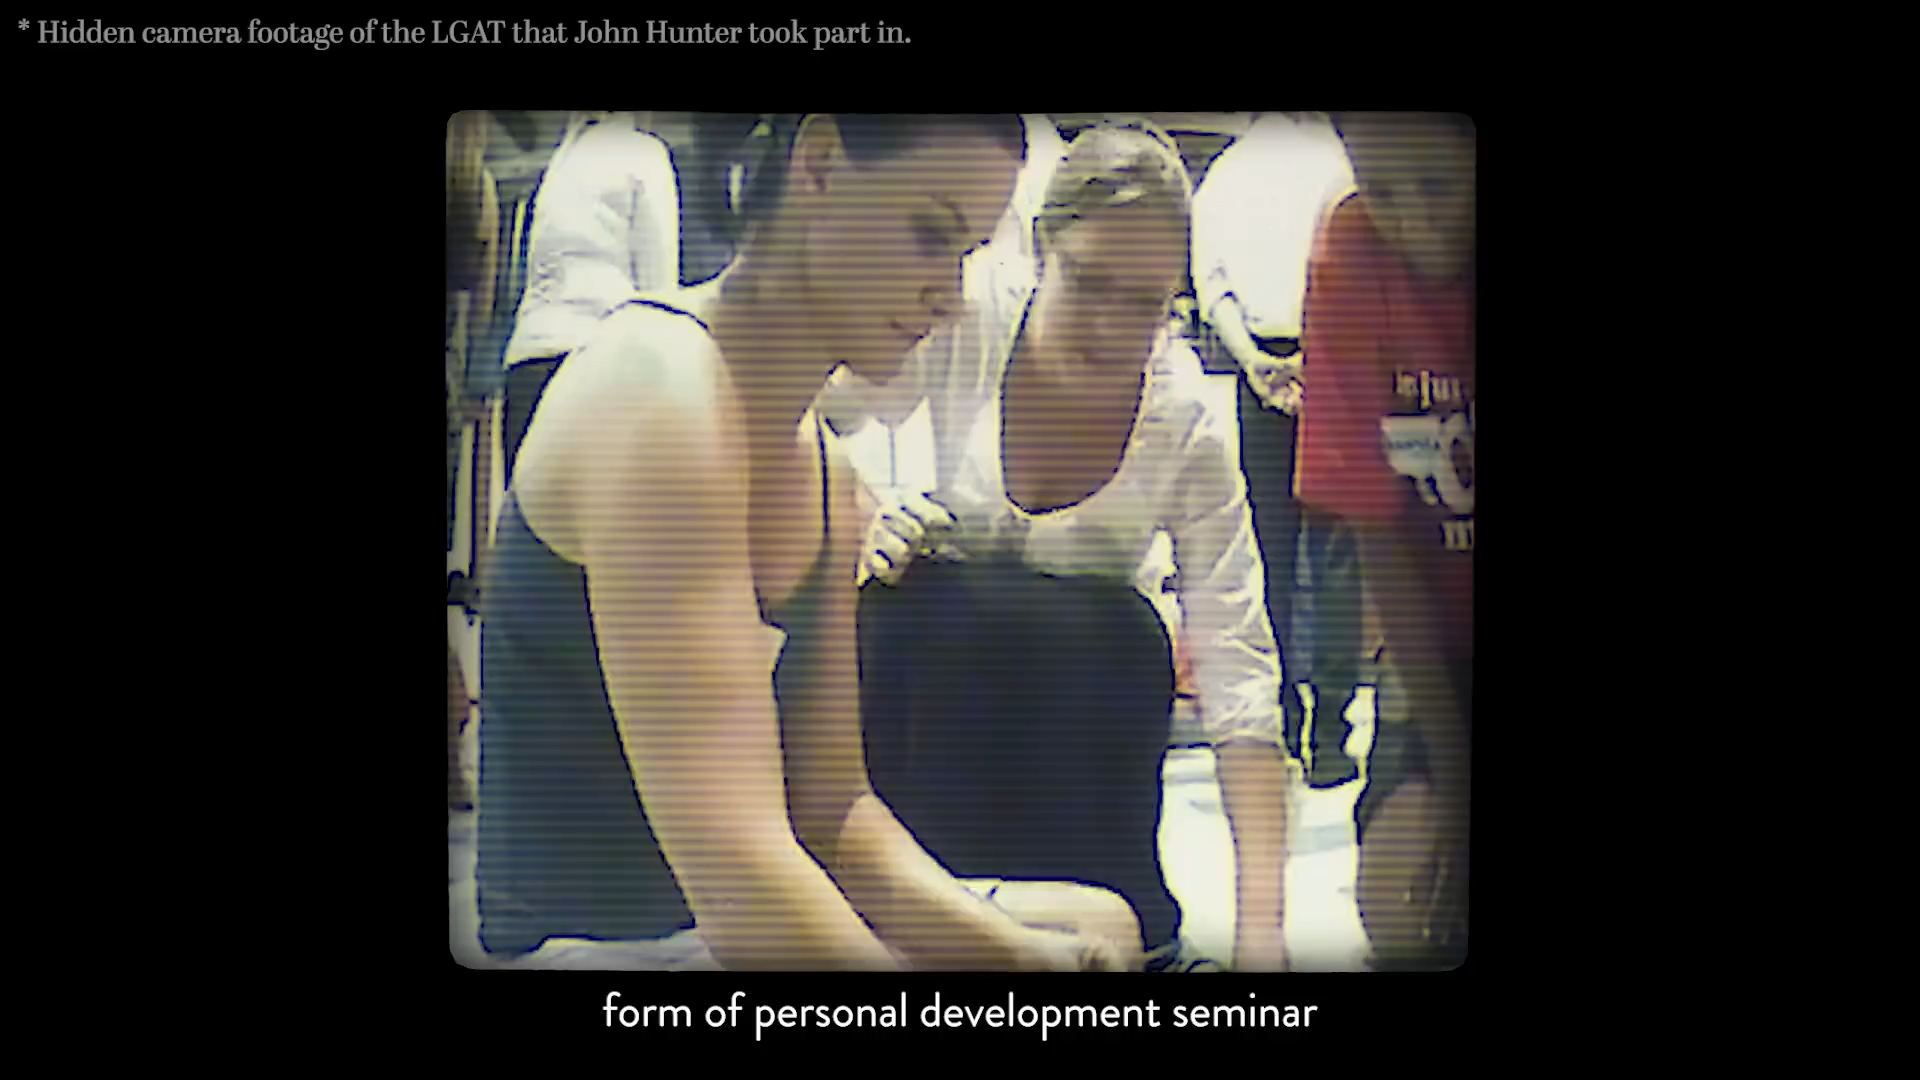 * Hidden camera footage of the LGAT that John Hunter took part in.
form of personal development seminar